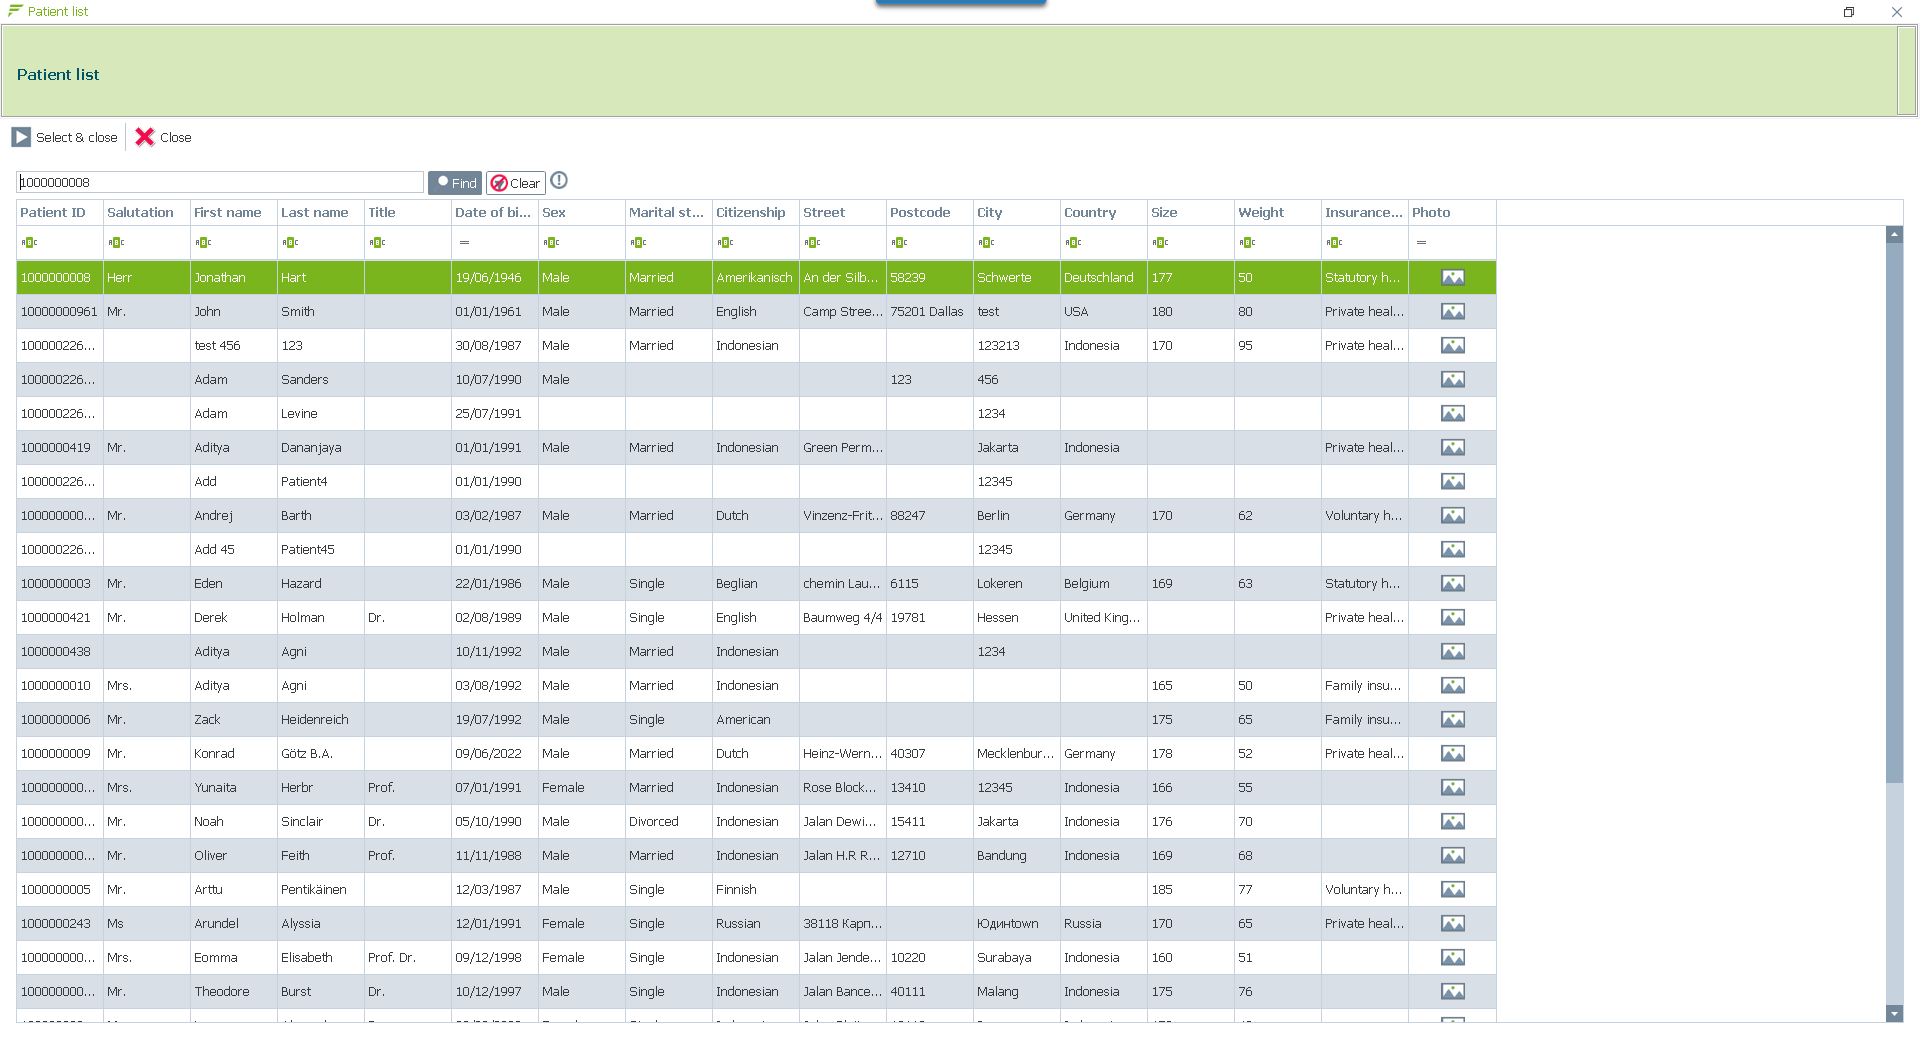 Patient list
Patient list
Select & close Close
1000000008 Find Clear
Patient ID Salutation First name Last name Title Date of bi... Sex Marital st... Citizenship Street Postcode City Country Size Weight Insurance... Photo
1000000008 Herr Jonathan Hart 19/06/1946 Male Married Amerikanisch An der Silb... 58239 Schwerte Deutschland 177 50 Statutory h...
10000000961 Mr. John Smith 01/01/1961 Male Married English Camp Stree... 75201 Dallas test USA 180 80 Private heal...
100000226... test 456 123 30/08/1987 Male Married Indonesian 123213 Indonesia 170 95 Private heal...
100000226... Adam Sanders 10/07/1990 Male 123 456
100000226... Adam Levine 25/07/1991 1234
1000000419 Mr. Aditya Dananjaya 01/01/1991 Male Married Indonesian Green Perm... Jakarta Indonesia Private heal...
100000226... Add Patient4 01/01/1990 12345
100000000... Mr. Andrej Barth 03/02/1987 Male Married Dutch Vinzenz-Frit... 88247 Berlin Germany 170 62 Voluntary h...
100000226... Add 45 Patient45 01/01/1990 12345
1000000003 Mr. Eden Hazard 22/01/1986 Male Single Beglian chemin Lau... 6115 Lokeren Belgium 169 63 Statutory h...
1000000421 Mr. Derek Holman Dr. 02/08/1989 Male Single English Baumweg 4/4 19781 Hessen United King... Private heal...
1000000438 Aditya Agni 10/11/1992 Male Married Indonesian 1234
1000000010 Mrs. Aditya Agni 03/08/1992 Male Married Indonesian 165 50 Family insu...
1000000006 Mr. Zack Heidenreich 19/07/1992 Male Single American 175 65 Family insu...
1000000009 Mr. Konrad Götz B.A. 09/06/2022 Male Married Dutch Heinz-Wern... 40307 Mecklenbur... Germany 178 52 Private heal...
100000000... Mrs. Yunaita Herbr Prof. 07/01/1991 Female Married Indonesian Rose Block... 13410 12345 Indonesia 166 55
100000000... Mr. Noah Sinclair Dr. 05/10/1990 Male Divorced Indonesian Jalan Dewi... 15411 Jakarta Indonesia 176 70
100000000... Mr. Oliver Feith Prof. 11/11/1988 Male Married Indonesian Jalan H.R R... 12710 Bandung Indonesia 169 68
1000000005 Mr. Arttu Pentikäinen 12/03/1987 Male Single Finnish 185 77 Voluntary h...
1000000243 Ms Arundel Alyssia 12/01/1991 Female Single Russian 38118 Карп... Юдинtown Russia 170 65 Private heal...
100000000... Mrs. Eomma Elisabeth Prof. Dr. 09/12/1998 Female Single Indonesian Jalan Jende... 10220 Surabaya Indonesia 160 51
100000000... Mr. Theodore Burst Dr. 10/12/1997 Male Single Indonesian Jalan Bance... 40111 Malang Indonesia 175 76